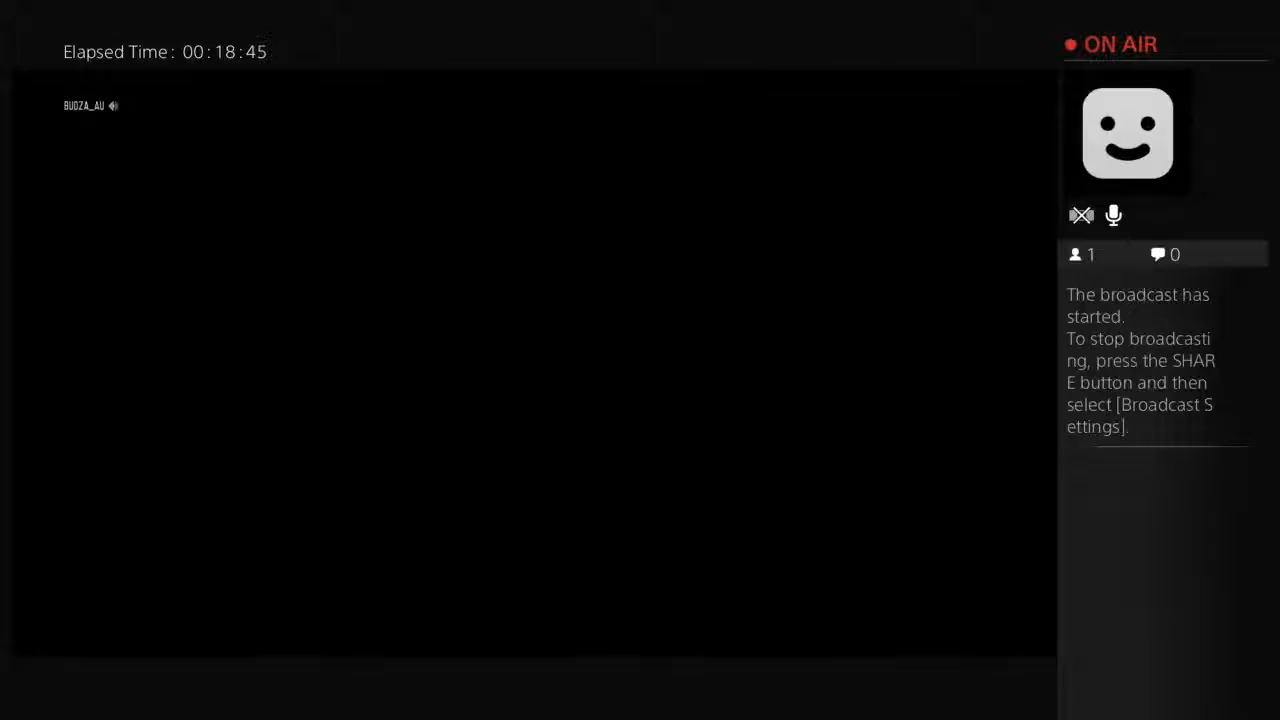 Elapsed Time: 00:18:45
ON AIR
BUDZA_AU
1 0
The broadcast has
started.
To stop broadcasti
ng, press the SHAR
E button and then
select [Broadcast S
ettings].